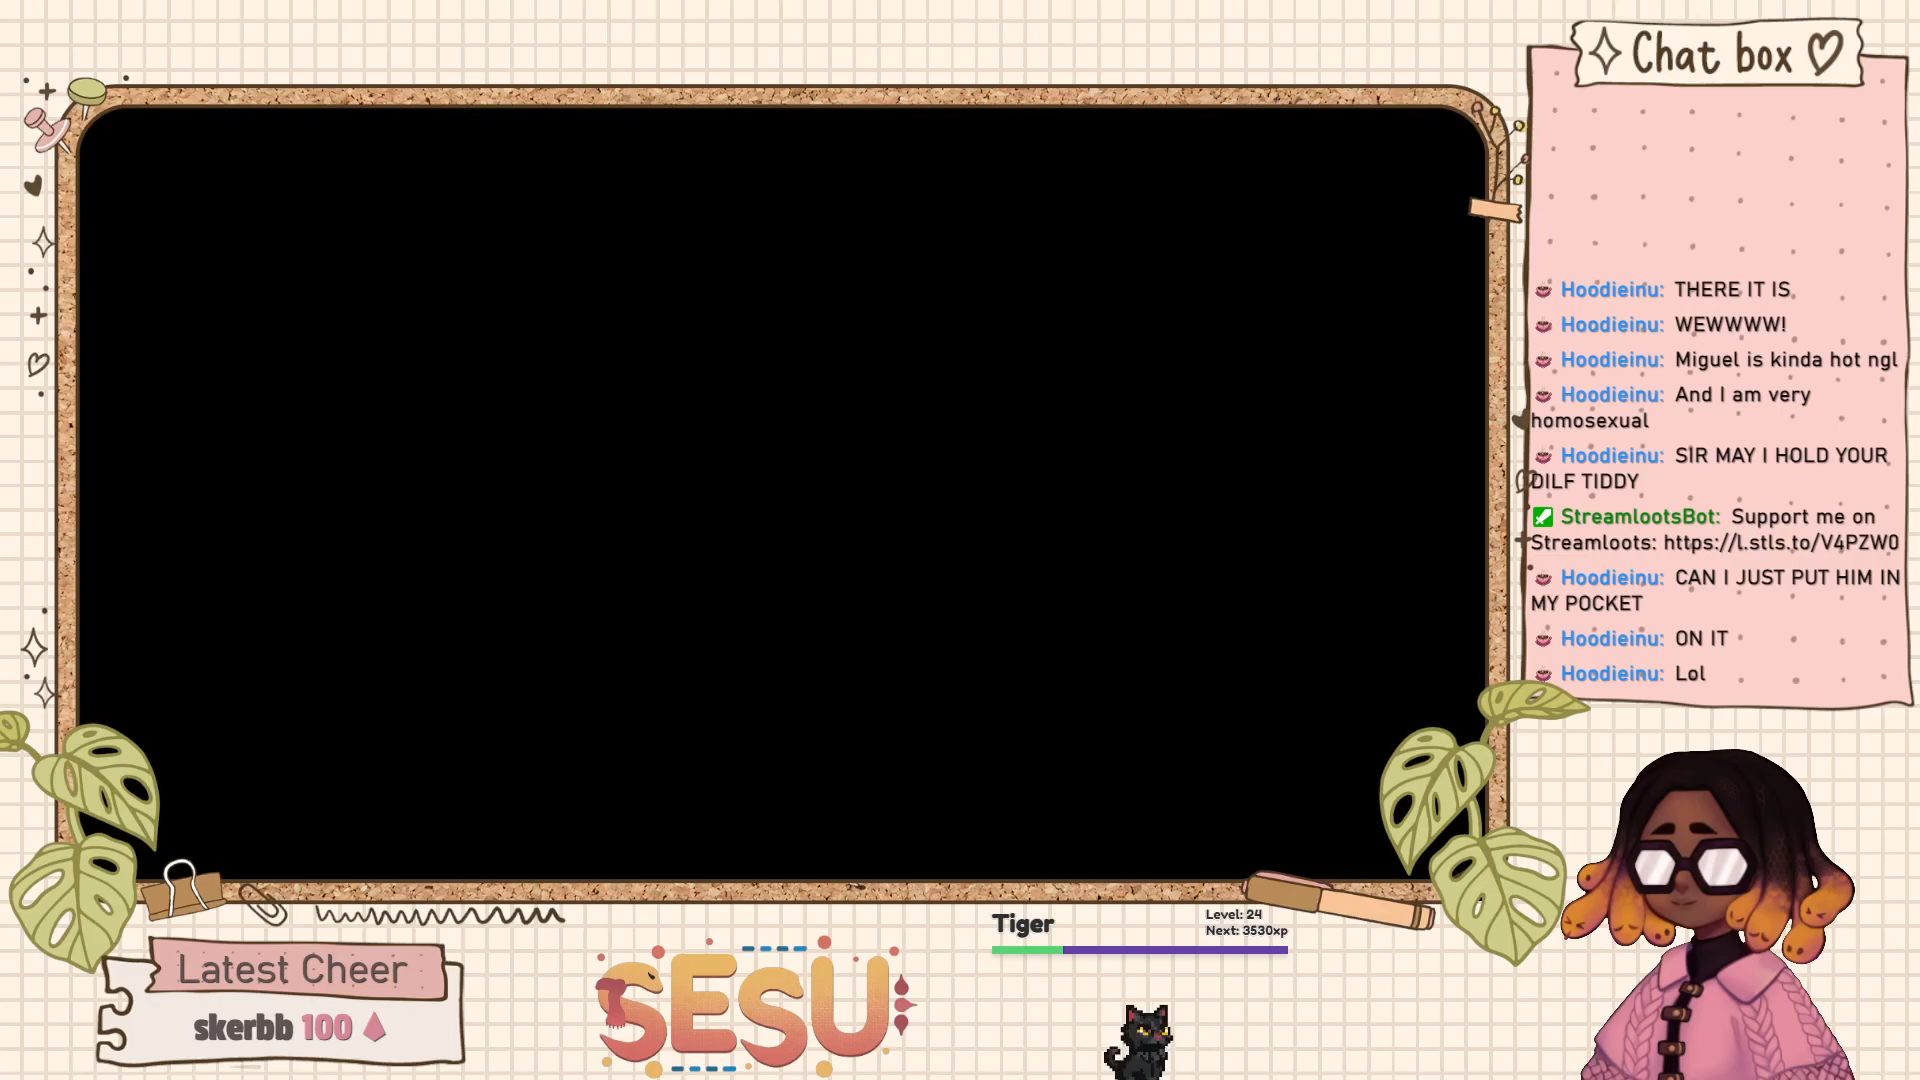 Chat box
Hoodieinu: THERE IT IS
Hoodieinu: WEWWWW!
Hoodieinu: Miguel is kinda hot ngl
Hoodieinu: And I am very
homosexual
Hoodieinu: SIR MAY I HOLD YOUR
DILF TIDDY
StreamlootsBot: Support me on
Streamloots: https://l.stls.to/V4PZW0
Hoodieinu: CAN I JUST PUT HIM IN
MY POCKET
Hoodieinu: ON IT
Hoodieinu: Lol
Tiger
Level: 24
Next: 3530xp
Latest Cheer
skerbb 100
SESU